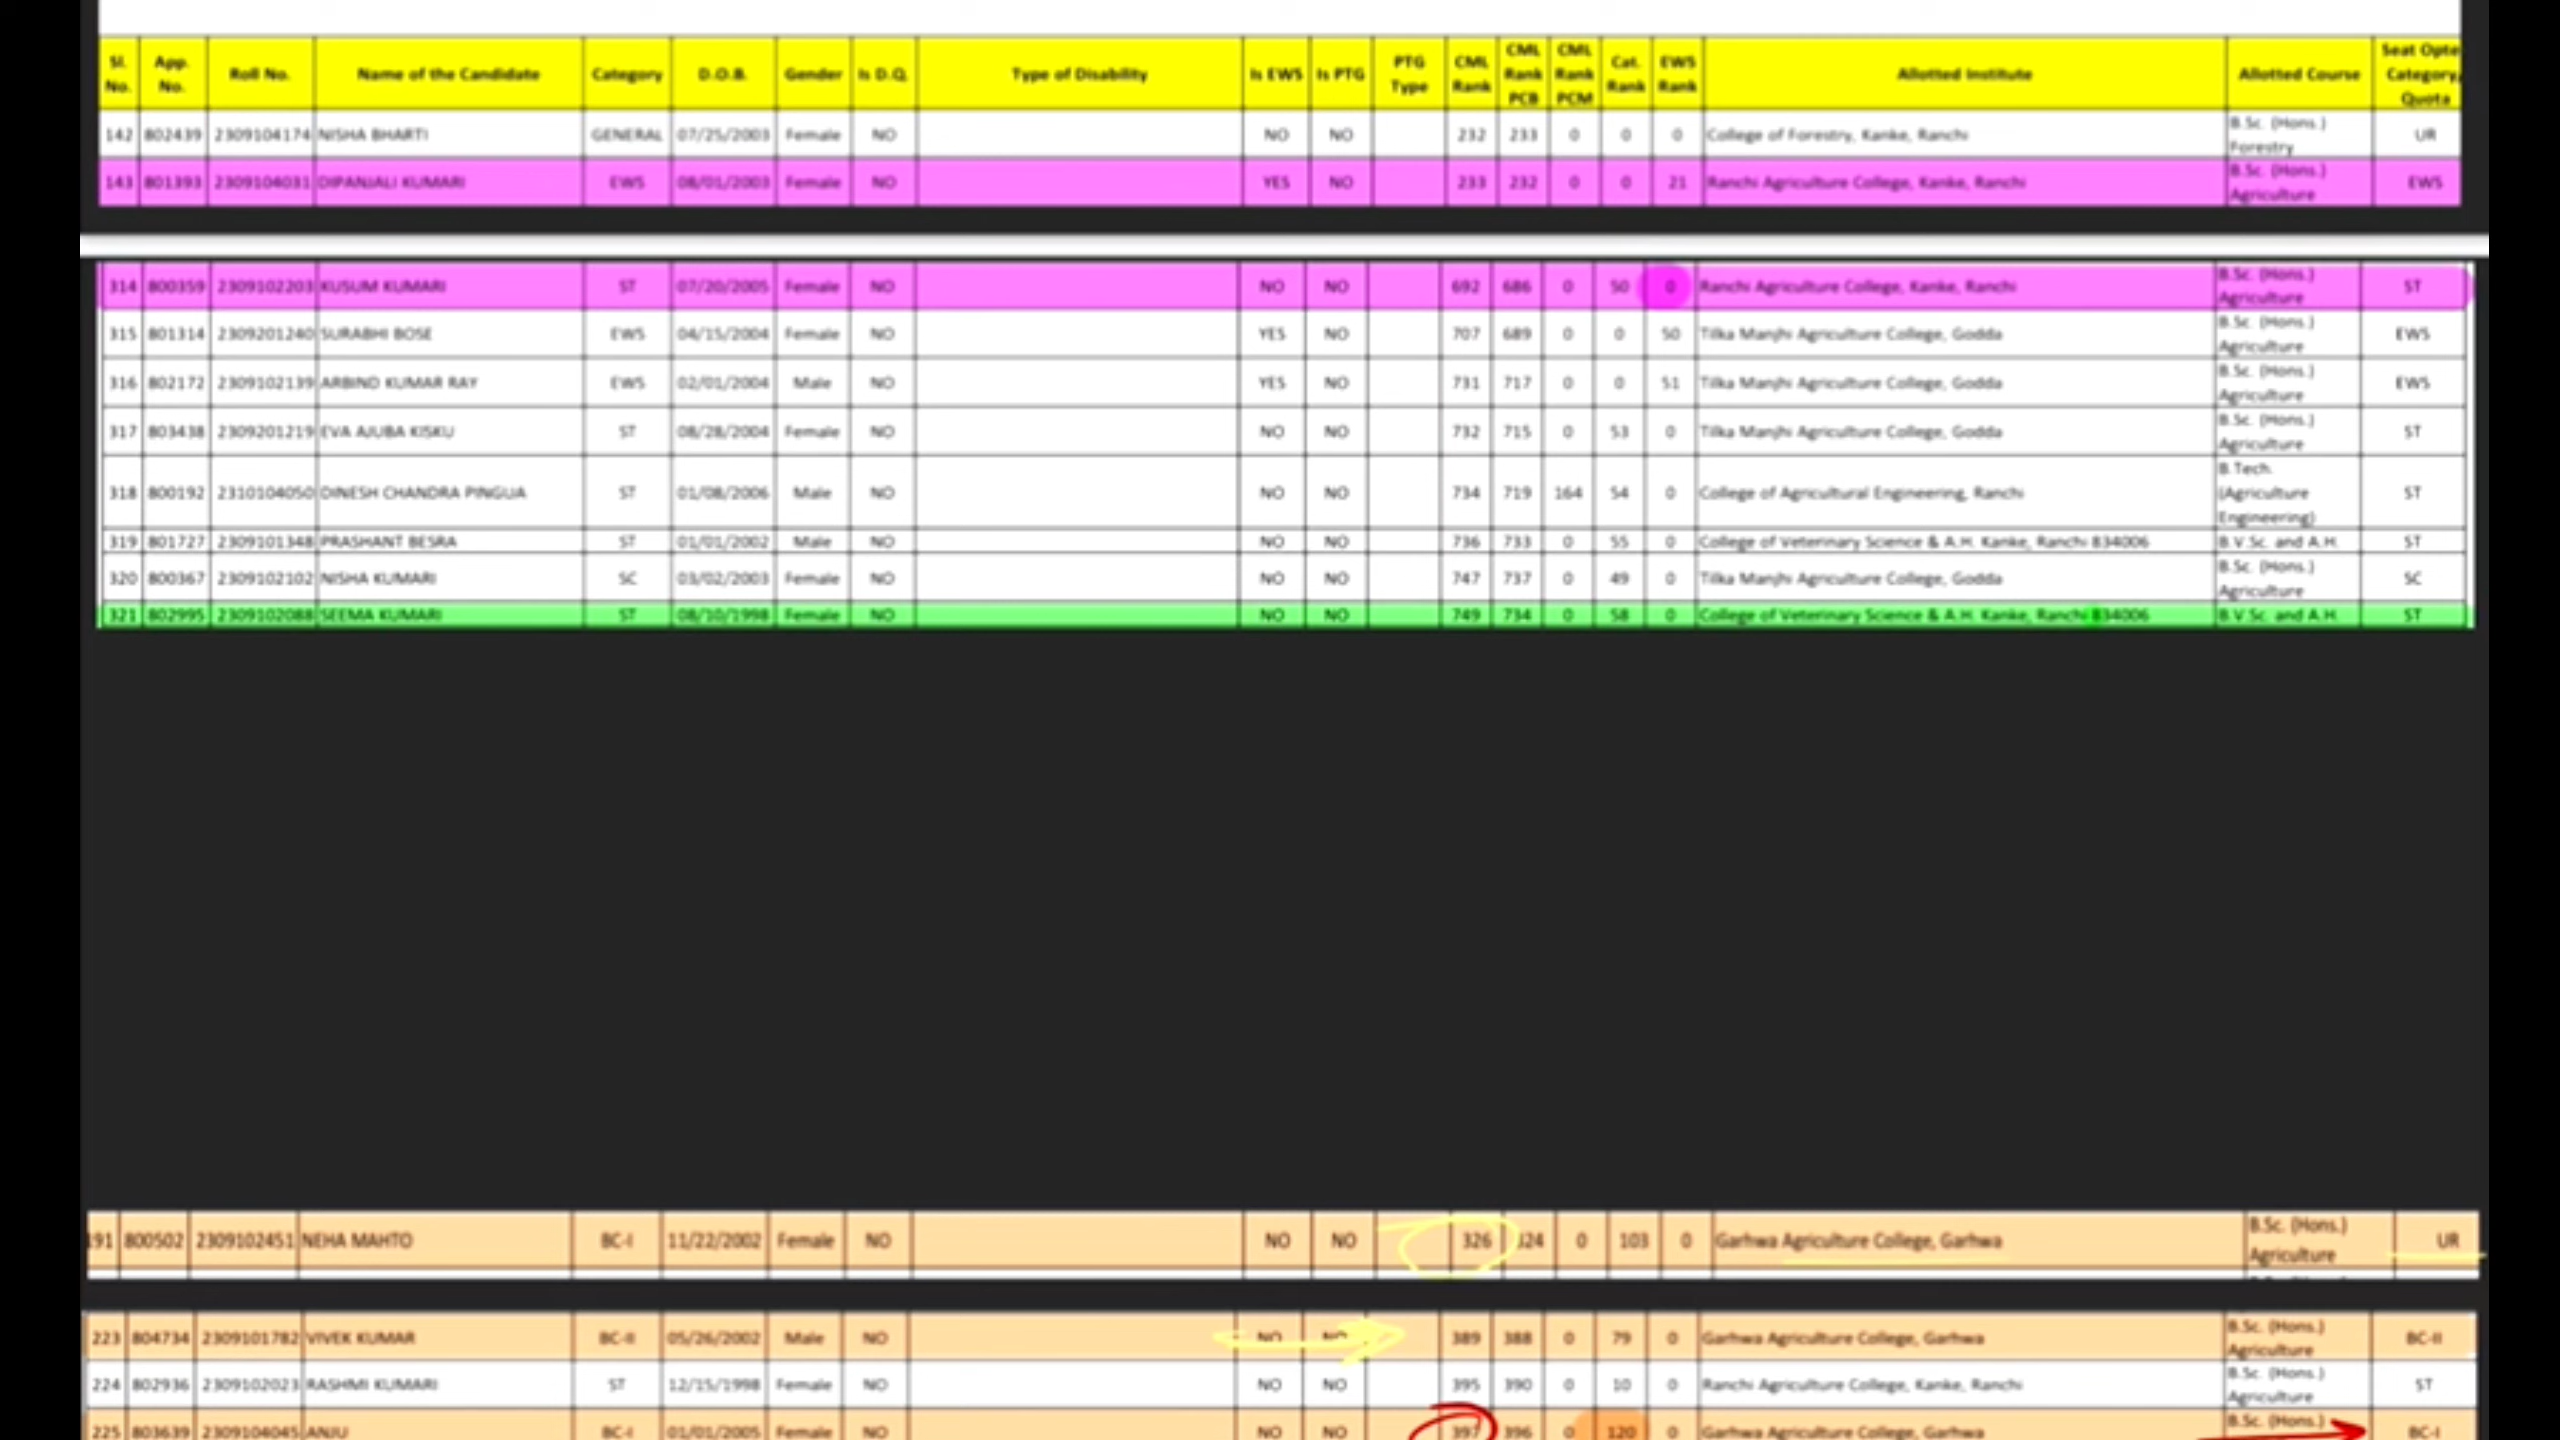 Sl. No. App. No. Roll No. Name of the Candidate Category D.O.B. Gender Is D.Q. Type of Disability Is EWS Is PTG PTG Type CML Rank CML Rank PCB CML Rank PCM Cat. Rank EWS Rank Allotted Institute Allotted Course Seat Opte Category, Quota
142 802439 2309104174 NISHA BHARTI GENERAL 07/25/2003 Female NO NO NO 232 233 0 0 0 College of Forestry, Kanke, Ranchi B.Sc. (Hons.) Forestry UR
143 801393 2309104031 DIPANJALI KUMARI EWS 08/01/2003 Female NO YES NO 233 232 0 0 21 Ranchi Agriculture College, Kanke, Ranchi B.Sc. (Hons.) Agriculture EWS
314 800359 2309102203 KUSUM KUMARI ST 07/20/2005 Female NO NO NO 692 686 0 50 0 Ranchi Agriculture College, Kanke, Ranchi B.Sc. (Hons.) Agriculture ST
315 801314 2309201240 SURABHI BOSE EWS 04/15/2004 Female NO YES NO 707 689 0 0 50 Tilka Manjhi Agriculture College, Godda B.Sc. (Hons.) Agriculture EWS
316 802172 2309102139 ARBIND KUMAR RAY EWS 02/01/2004 Male NO YES NO 731 717 0 0 51 Tilka Manjhi Agriculture College, Godda B.Sc. (Hons.) Agriculture EWS
317 803438 2309201219 EVA AJUBA KISKU ST 08/28/2004 Female NO NO NO 732 715 0 53 0 Tilka Manjhi Agriculture College, Godda B.Sc. (Hons.) Agriculture ST
318 800192 2310104050 DINESH CHANDRA PINGUA ST 01/08/2006 Male NO NO NO 734 719 164 54 0 College of Agricultural Engineering, Ranchi B.Tech. (Agriculture Engineering) ST
319 801727 2309101348 PRASHANT BESRA ST 01/01/2002 Male NO NO NO 736 733 0 55 0 College of Veterinary Science & A.H. Kanke, Ranchi 834006 B.V.Sc. and A.H. ST
320 800367 2309102102 NISHA KUMARI SC 03/02/2003 Female NO NO NO 747 737 0 49 0 Tilka Manjhi Agriculture College, Godda B.Sc. (Hons.) Agriculture SC
321 802995 2309102088 SEEMA KUMARI ST 08/10/1998 Female NO NO NO 749 734 0 58 0 College of Veterinary Science & A.H. Kanke, Ranchi 834006 B.V.Sc. and A.H. ST
191 800502 2309102451 NEHA MAHTO BC-I 11/22/2002 Female NO NO NO 326 324 0 103 0 Garhwa Agriculture College, Garhwa B.Sc. (Hons.) Agriculture UR
223 804734 2309101782 VIVEK KUMAR BC-II 05/26/2002 Male NO NO NO 389 388 0 79 0 Garhwa Agriculture College, Garhwa B.Sc. (Hons.) Agriculture BC-II
224 802936 2309102023 RASHMI KUMARI ST 12/15/1998 Female NO NO NO 395 390 0 10 0 Ranchi Agriculture College, Kanke, Ranchi B.Sc. (Hons.) Agriculture ST
225 803639 2309104045 ANJU BC-I 01/01/2005 Female NO NO NO 397 396 0 120 0 Garhwa Agriculture College, Garhwa B.Sc. (Hons.) BC-I